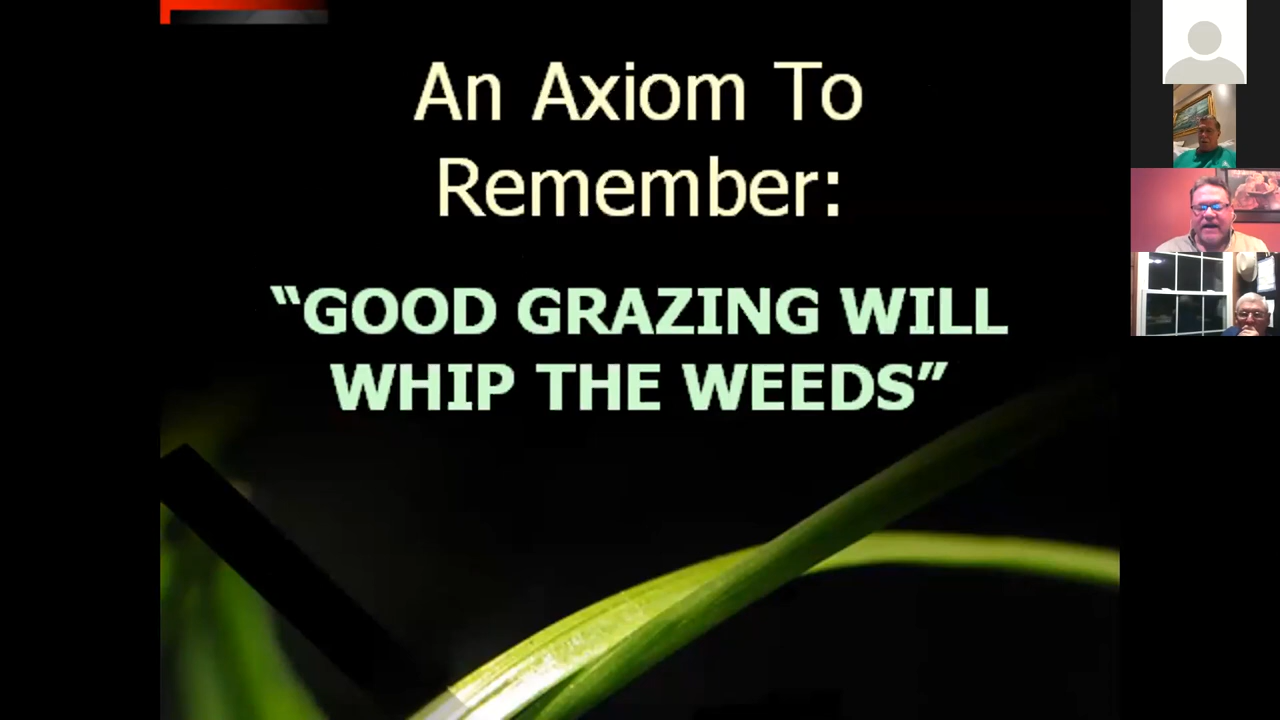 An Axiom To
Remember:
“GOOD GRAZING WILL
WHIP THE WEEDS”